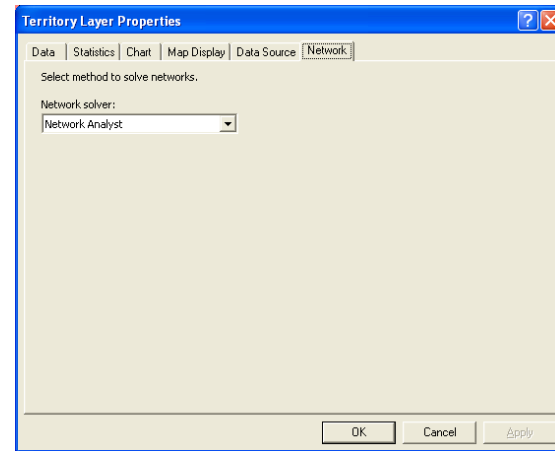 Territory Layer Properties
Data Statistics Chart Map Display Data Source Network
Select method to solve networks.
Network solver:
Network Analyst
OK Cancel Apply